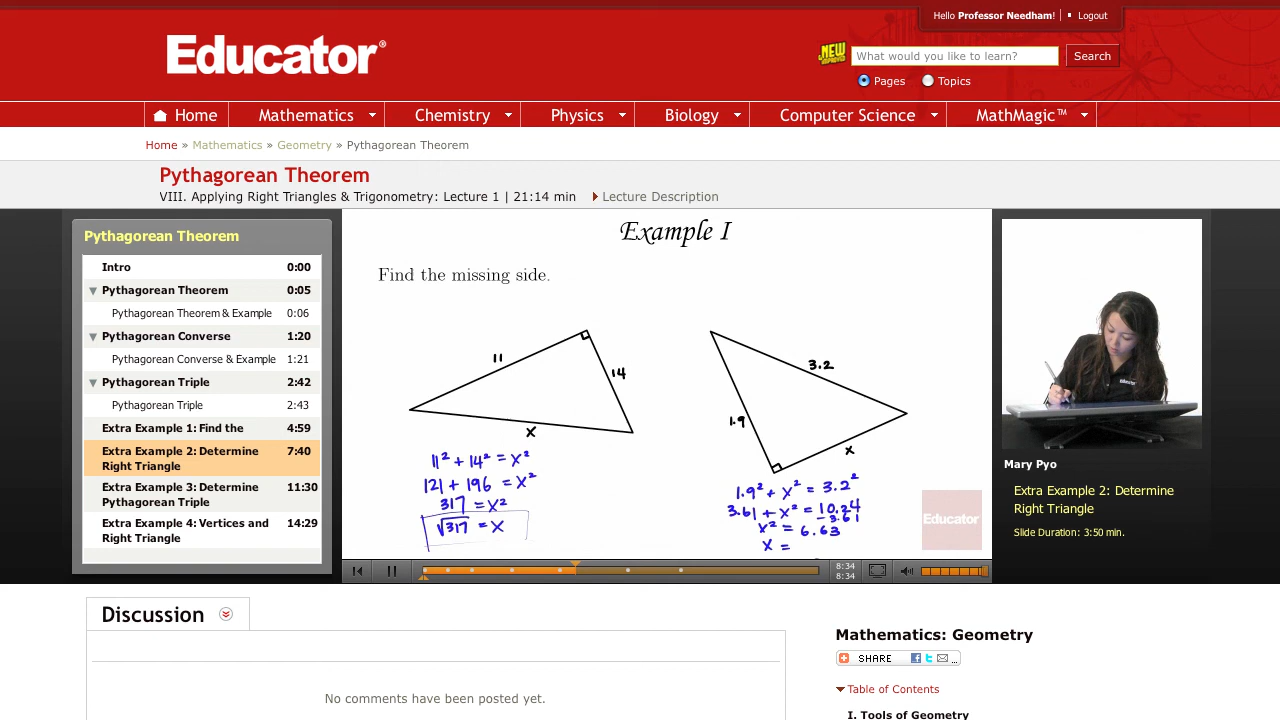 Hello Professor Needham! Logout
Educator®
NEW
What would you like to learn? Search
Pages Topics
Home Mathematics Chemistry Physics Biology Computer Science MathMagic™
Home » Mathematics » Geometry » Pythagorean Theorem
Pythagorean Theorem
VIII. Applying Right Triangles & Trigonometry: Lecture 1 | 21:14 min Lecture Description
Pythagorean Theorem
Intro 0:00
Pythagorean Theorem 0:05
Pythagorean Theorem & Example 0:06
Pythagorean Converse 1:20
Pythagorean Converse & Example 1:21
Pythagorean Triple 2:42
Pythagorean Triple 2:43
Extra Example 1: Find the 4:59
Extra Example 2: Determine 7:40
Right Triangle
Extra Example 3: Determine 11:30
Pythagorean Triple
Extra Example 4: Vertices and 14:29
Right Triangle
Example I
Find the missing side.
11
14
x
11² + 14² = x²
121 + 196 = x²
317 = x²
√317 = x
3.2
1.9
x
1.9² + x² = 3.2²
3.61 + x² = 10.24
-3.61
x² = 6.63
x =
Educator
8:34
8:34
Educator
Mary Pyo
Extra Example 2: Determine
Right Triangle
Slide Duration: 3:50 min.
Discussion
No comments have been posted yet.
Mathematics: Geometry
SHARE
Table of Contents
I. Tools of Geometry